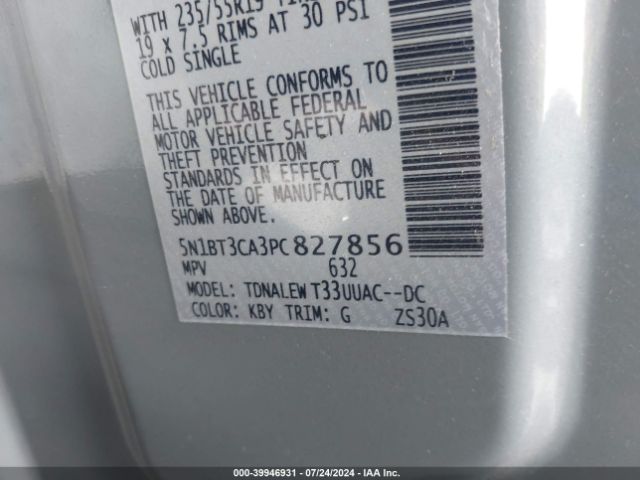 WITH 235/55R19
19 x 7.5 RIMS AT 30 PSI
COLD SINGLE
THIS VEHICLE CONFORMS TO
ALL APPLICABLE FEDERAL
MOTOR VEHICLE SAFETY AND
THEFT PREVENTION
STANDARDS IN EFFECT ON
THE DATE OF MANUFACTURE
SHOWN ABOVE.
5N1BT3CA3PC827856
MPV 632
MODEL: TDNALEWT33UUAC--DC
COLOR: KBY TRIM: G ZS30A
000-39946931 / 07/24/2024 / IAA Inc.